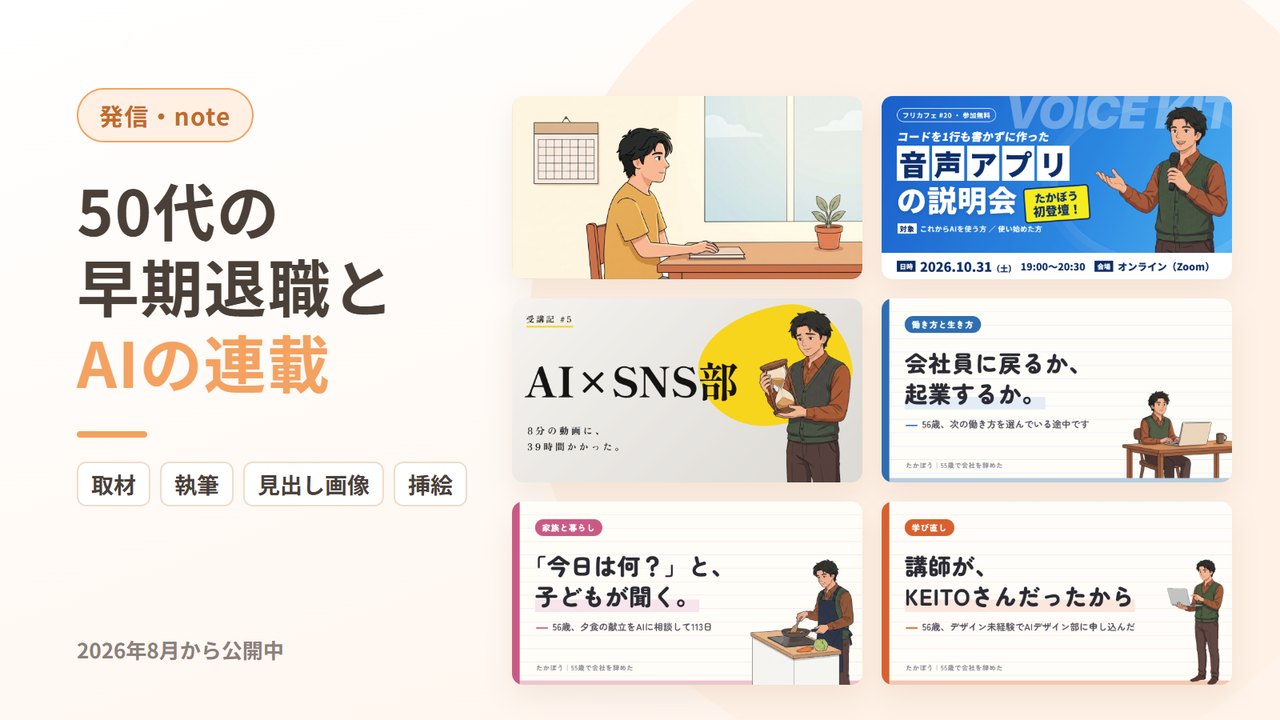 発信・note
50代の
早期退職と
AIの連載
取材
執筆
見出し画像
挿絵
2026年8月から公開中
VOICE KIT
フリカフェ #20 ・ 参加無料
コードを1行も書かずに作った
音声アプリ
の説明会
たかぼう
初登壇！
対象 これからAIを使う方 ／ 使い始めた方
日時 2026.10.31 (土) 19:00〜20:30 会場 オンライン（Zoom）
受講記 #5
AI×SNS部
8分の動画に、
39時間かかった。
働き方と生き方
会社員に戻るか、
起業するか。
56歳、次の働き方を選んでいる途中です
たかぼう｜55歳で会社を辞めた
家族と暮らし
「今日は何？」と、
子どもが聞く。
56歳、夕食の献立をAIに相談して113日
たかぼう｜55歳で会社を辞めた
学び直し
講師が、
KEITOさんだったから
56歳、デザイン未経験でAIデザイン部に申し込んだ
たかぼう｜55歳で会社を辞めた